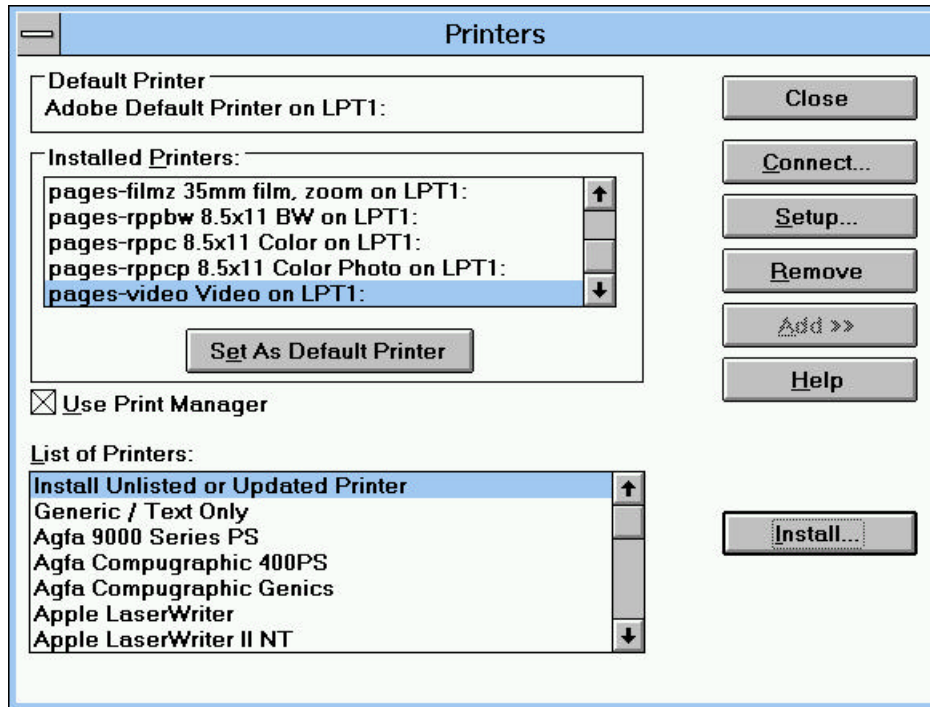 Printers
Default Printer
Adobe Default Printer on LPT1:
Close
Installed Printers:
Connect...
pages-filmz 35mm film, zoom on LPT1:
pages-rppbw 8.5x11 BW on LPT1:
Setup...
pages-rppc 8.5x11 Color on LPT1:
pages-rppcp 8.5x11 Color Photo on LPT1:
Remove
pages-video Video on LPT1:
Add >>
Set As Default Printer
Help
Use Print Manager
List of Printers:
Install Unlisted or Updated Printer
Generic / Text Only
Agfa 9000 Series PS
Install...
Agfa Compugraphic 400PS
Agfa Compugraphic Genics
Apple LaserWriter
Apple LaserWriter II NT